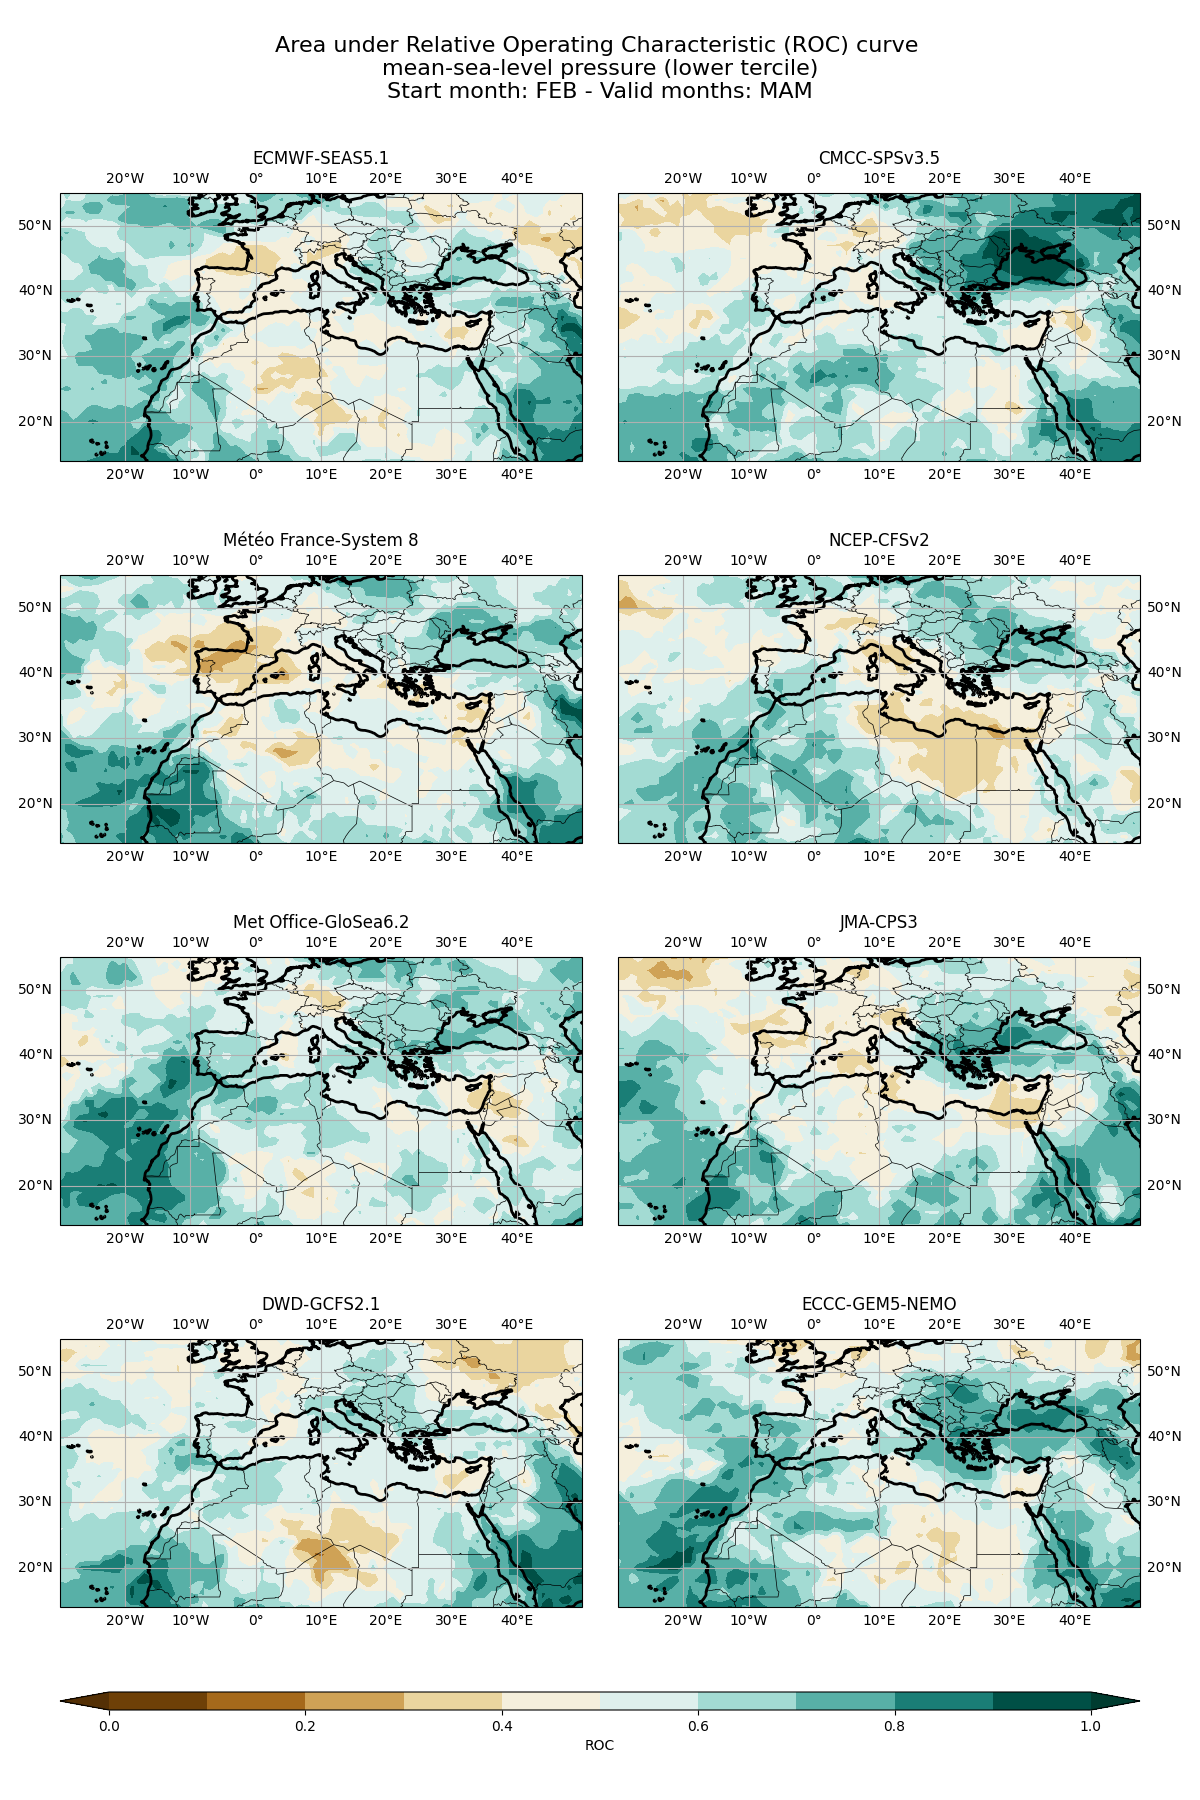 Area under Relative Operating Characteristic (ROC) curve
mean-sea-level pressure (lower tercile)
Start month: FEB - Valid months: MAM
ECMWF-SEAS5.1
20°W 10°W 0° 10°E 20°E 30°E 40°E
50°N
40°N
30°N
20°N
20°W 10°W 0° 10°E 20°E 30°E 40°E
CMCC-SPSv3.5
20°W 10°W 0° 10°E 20°E 30°E 40°E
50°N
40°N
30°N
20°N
20°W 10°W 0° 10°E 20°E 30°E 40°E
Météo France-System 8
20°W 10°W 0° 10°E 20°E 30°E 40°E
50°N
40°N
30°N
20°N
20°W 10°W 0° 10°E 20°E 30°E 40°E
NCEP-CFSv2
20°W 10°W 0° 10°E 20°E 30°E 40°E
50°N
40°N
30°N
20°N
20°W 10°W 0° 10°E 20°E 30°E 40°E
Met Office-GloSea6.2
20°W 10°W 0° 10°E 20°E 30°E 40°E
50°N
40°N
30°N
20°N
20°W 10°W 0° 10°E 20°E 30°E 40°E
JMA-CPS3
20°W 10°W 0° 10°E 20°E 30°E 40°E
50°N
40°N
30°N
20°N
20°W 10°W 0° 10°E 20°E 30°E 40°E
DWD-GCFS2.1
20°W 10°W 0° 10°E 20°E 30°E 40°E
50°N
40°N
30°N
20°N
20°W 10°W 0° 10°E 20°E 30°E 40°E
ECCC-GEM5-NEMO
20°W 10°W 0° 10°E 20°E 30°E 40°E
50°N
40°N
30°N
20°N
20°W 10°W 0° 10°E 20°E 30°E 40°E
0.0 0.2 0.4 0.6 0.8 1.0
ROC